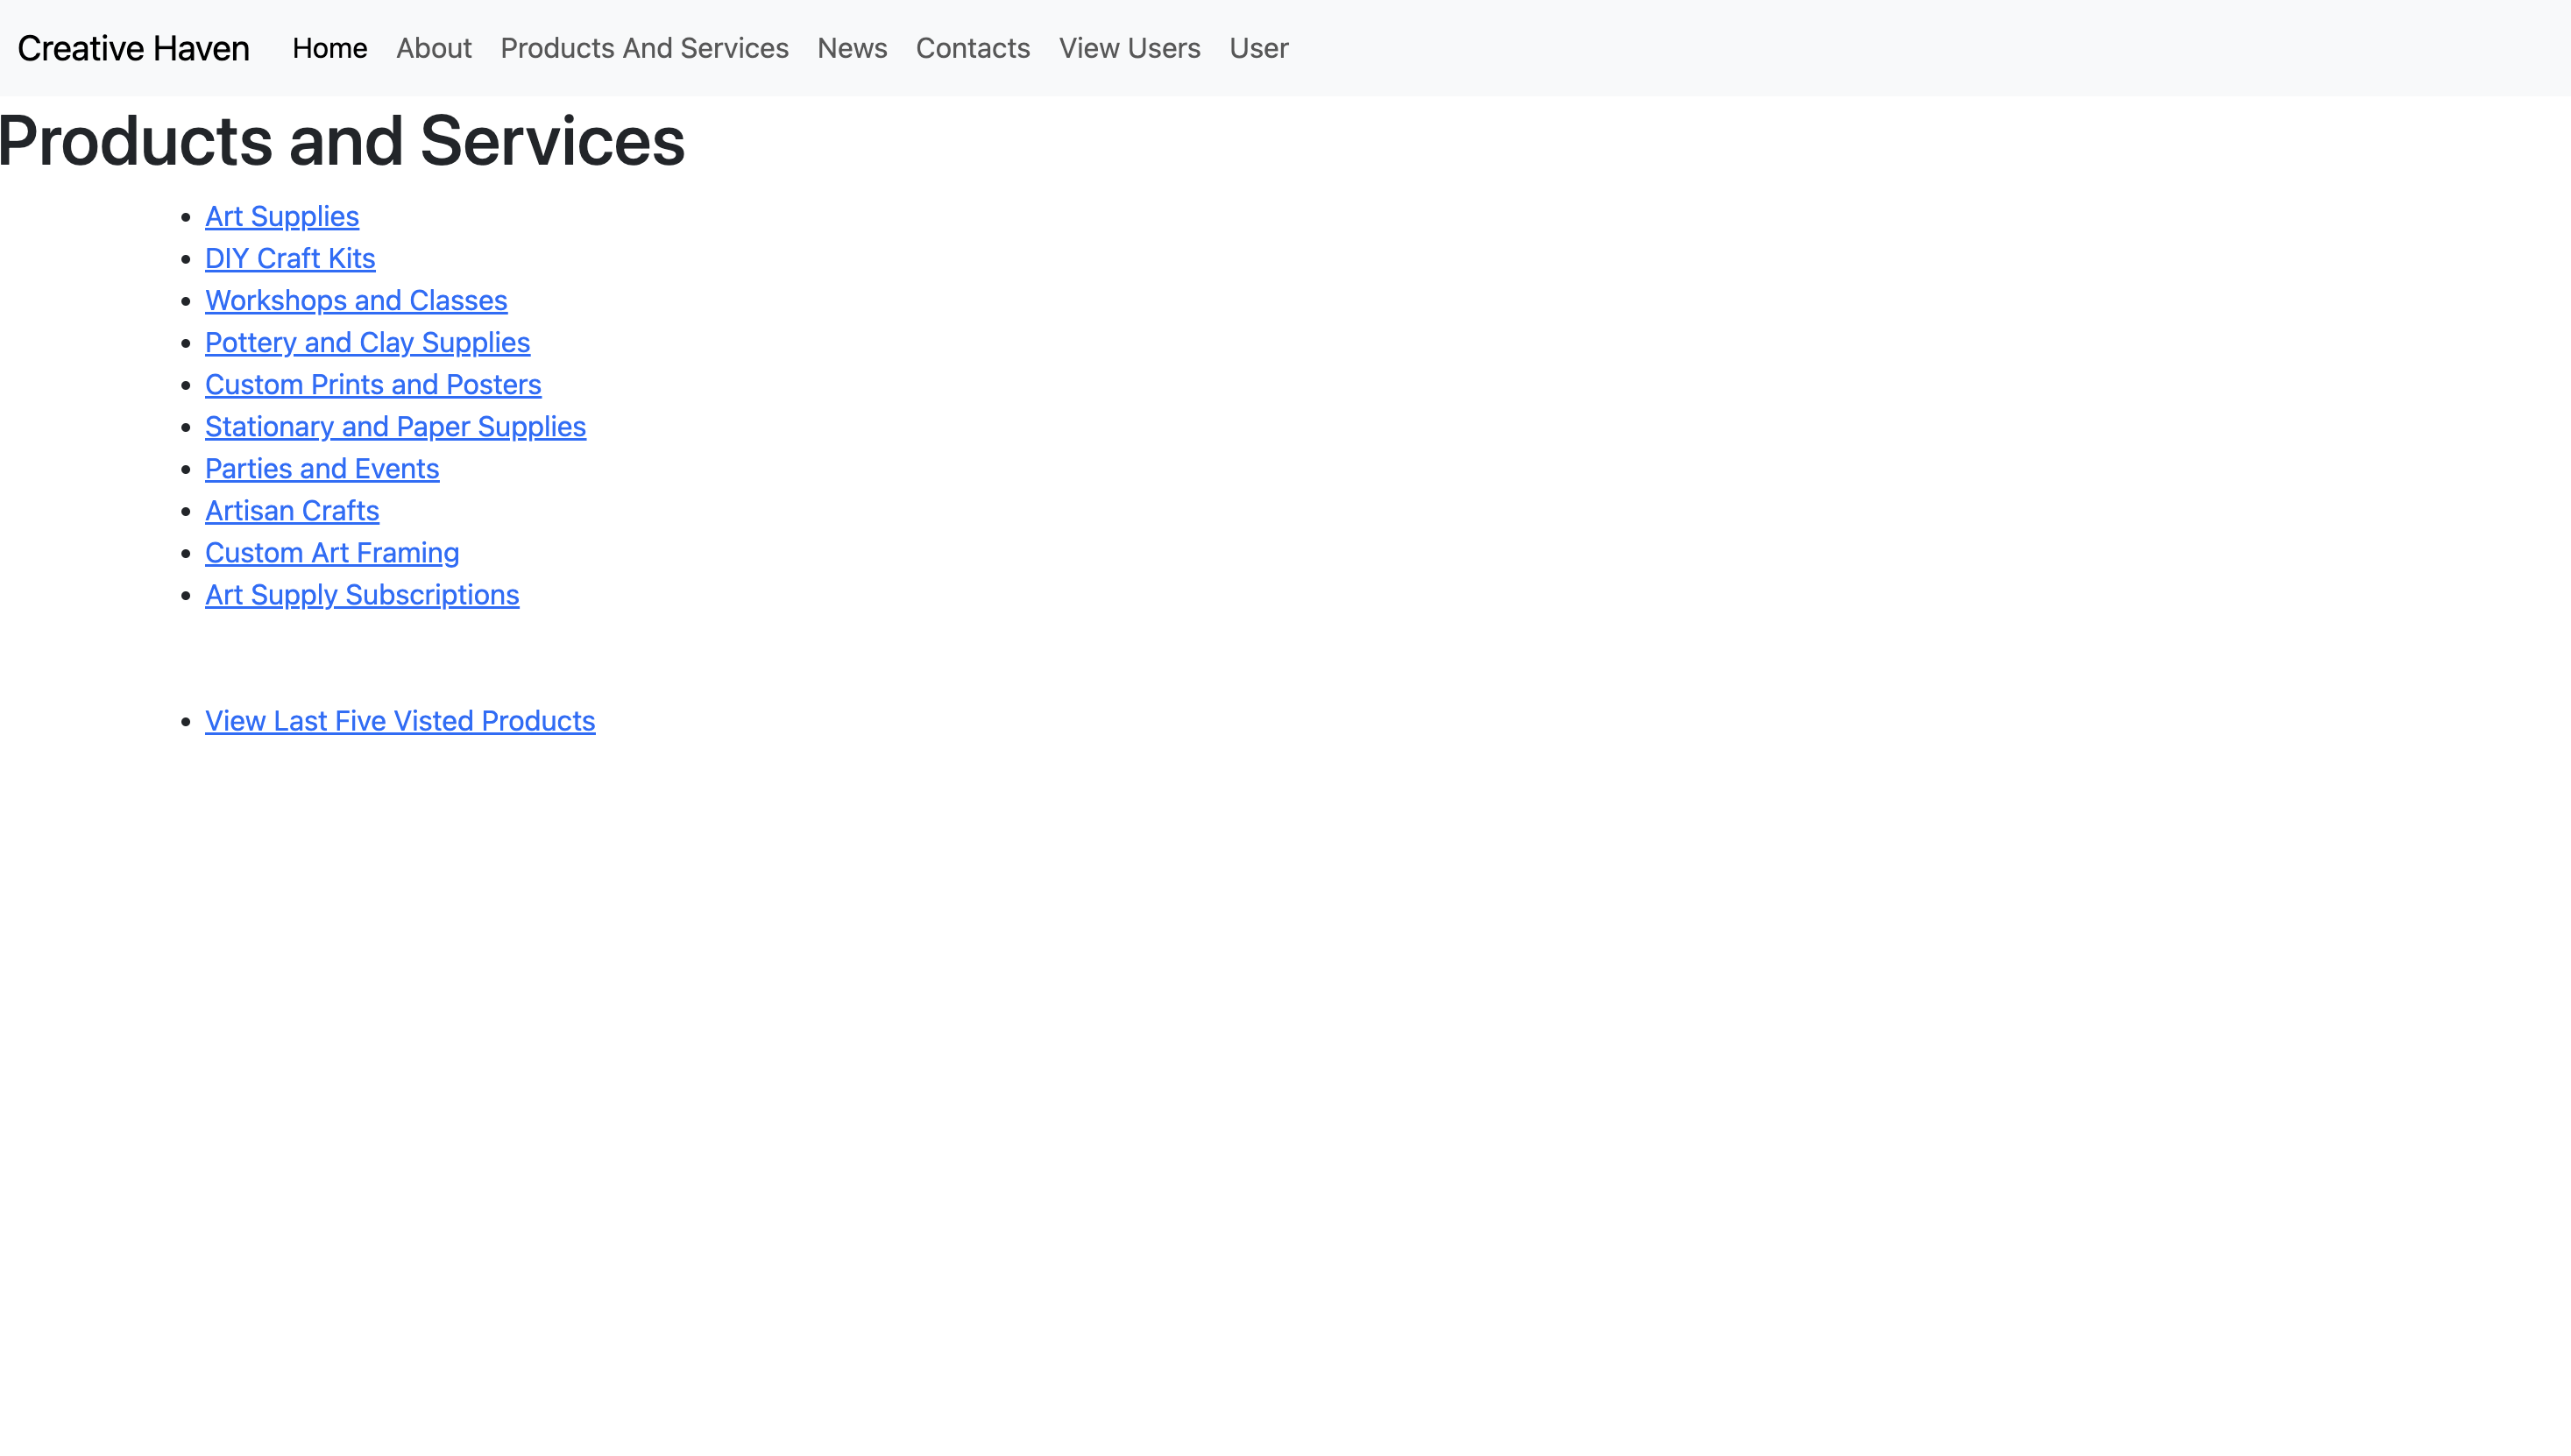 Creative Haven Home About Products And Services News Contacts View Users User
Products and Services
Art Supplies
DIY Craft Kits
Workshops and Classes
Pottery and Clay Supplies
Custom Prints and Posters
Stationary and Paper Supplies
Parties and Events
Artisan Crafts
Custom Art Framing
Art Supply Subscriptions
View Last Five Visted Products